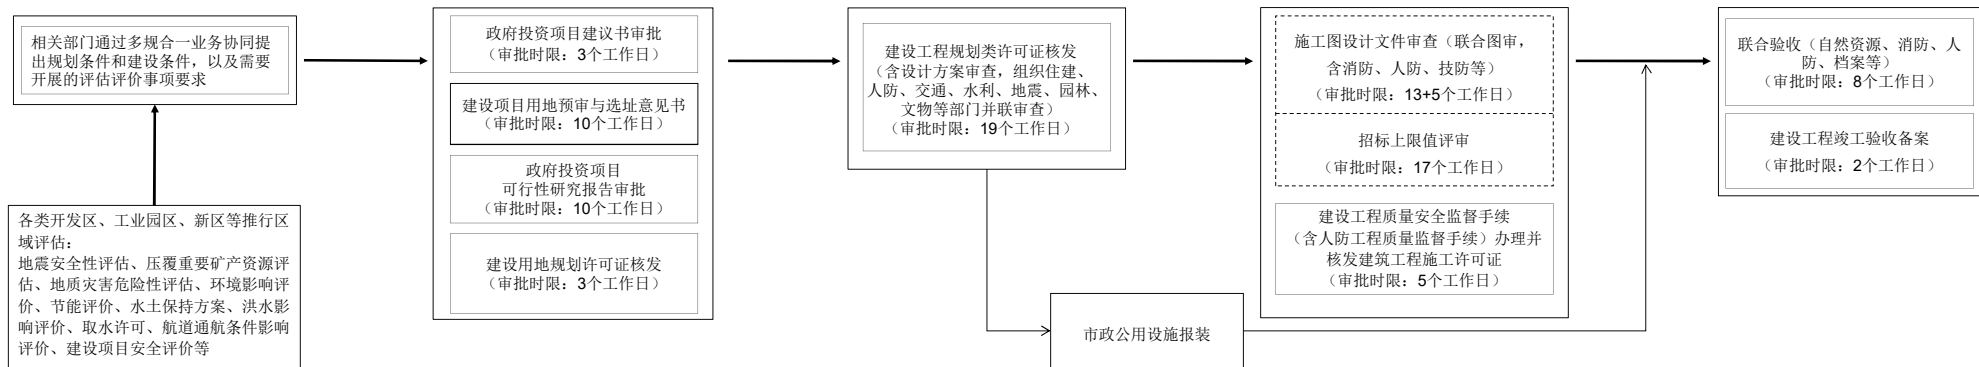 相关部门通过多规合一业务协同提
出规划条件和建设条件，以及需要
开展的评估评价事项要求
各类开发区、工业园区、新区等推行区
域评估：
地震安全性评估、压覆重要矿产资源评
估、地质灾害危险性评估、环境影响评
价、节能评价、水土保持方案、洪水影
响评价、取水许可、航道通航条件影响
评价、建设项目安全评价等
政府投资项目建议书审批
（审批时限：3个工作日）
建设项目用地预审与选址意见书
（审批时限：10个工作日）
政府投资项目
可行性研究报告审批
（审批时限：10个工作日）
建设用地规划许可证核发
（审批时限：3个工作日）
建设工程规划类许可证核发
（含设计方案审查，组织住建、
人防、交通、水利、地震、园林、
文物等部门并联审查）
（审批时限：19个工作日）
市政公用设施报装
施工图设计文件审查（联合图审，
含消防、人防、技防等）
（审批时限：13+5个工作日）
招标上限值评审
（审批时限：17个工作日）
建设工程质量安全监督手续
（含人防工程质量监督手续）办理并
核发建筑工程施工许可证
（审批时限：5个工作日）
联合验收（自然资源、消防、人
防、档案等）
（审批时限：8个工作日）
建设工程竣工验收备案
（审批时限：2个工作日）